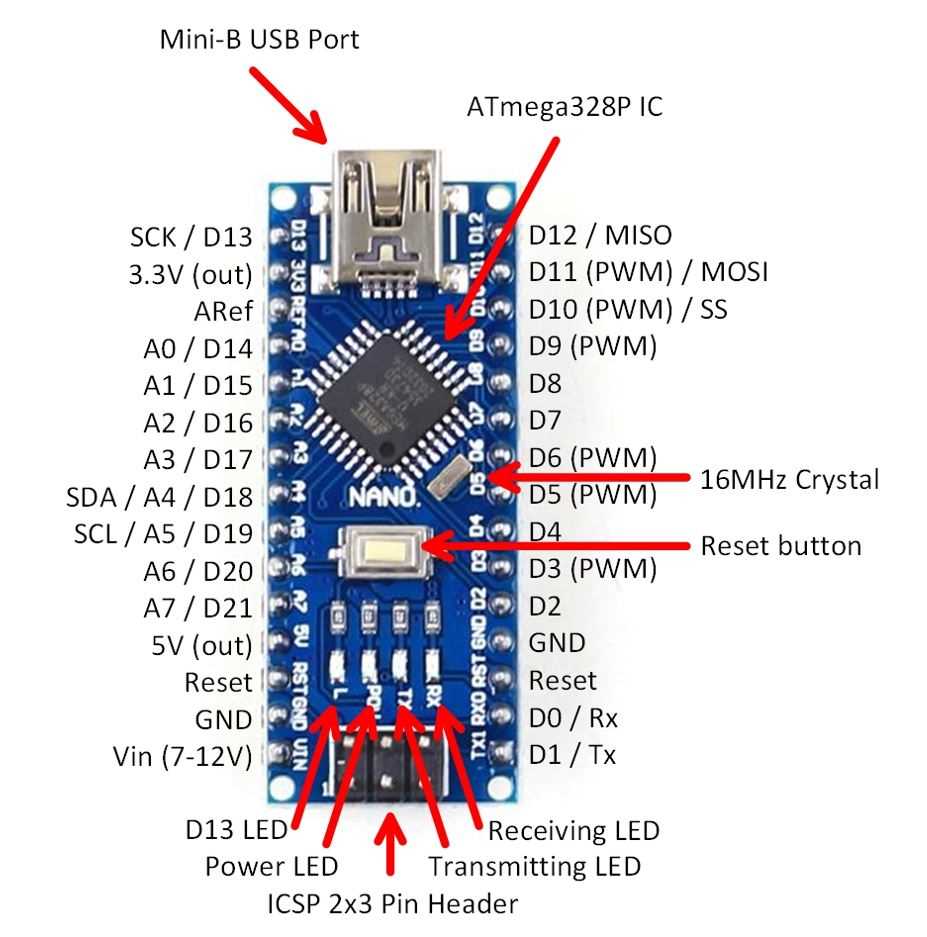 Mini-B USB Port
ATmega328P IC
SCK / D13
3.3V (out)
ARef
A0 / D14
A1 / D15
A2 / D16
A3 / D17
SDA / A4 / D18
SCL / A5 / D19
A6 / D20
A7 / D21
5V (out)
Reset
GND
Vin (7-12V)
D13
3V3
REF
A0
A1
A2
A3
A4
A5
A6
A7
5V
RST
GND
VIN
NANO.
L
POW
TX
RX
1
D12
D11
D10
D9
D8
D7
D6
D5
D4
D3
D2
GND
RST
RX0
TX1
D12 / MISO
D11 (PWM) / MOSI
D10 (PWM) / SS
D9 (PWM)
D8
D7
D6 (PWM)
D5 (PWM)
D4
D3 (PWM)
D2
GND
Reset
D0 / Rx
D1 / Tx
16MHz Crystal
Reset button
D13 LED
Power LED
ICSP 2x3 Pin Header
Transmitting LED
Receiving LED